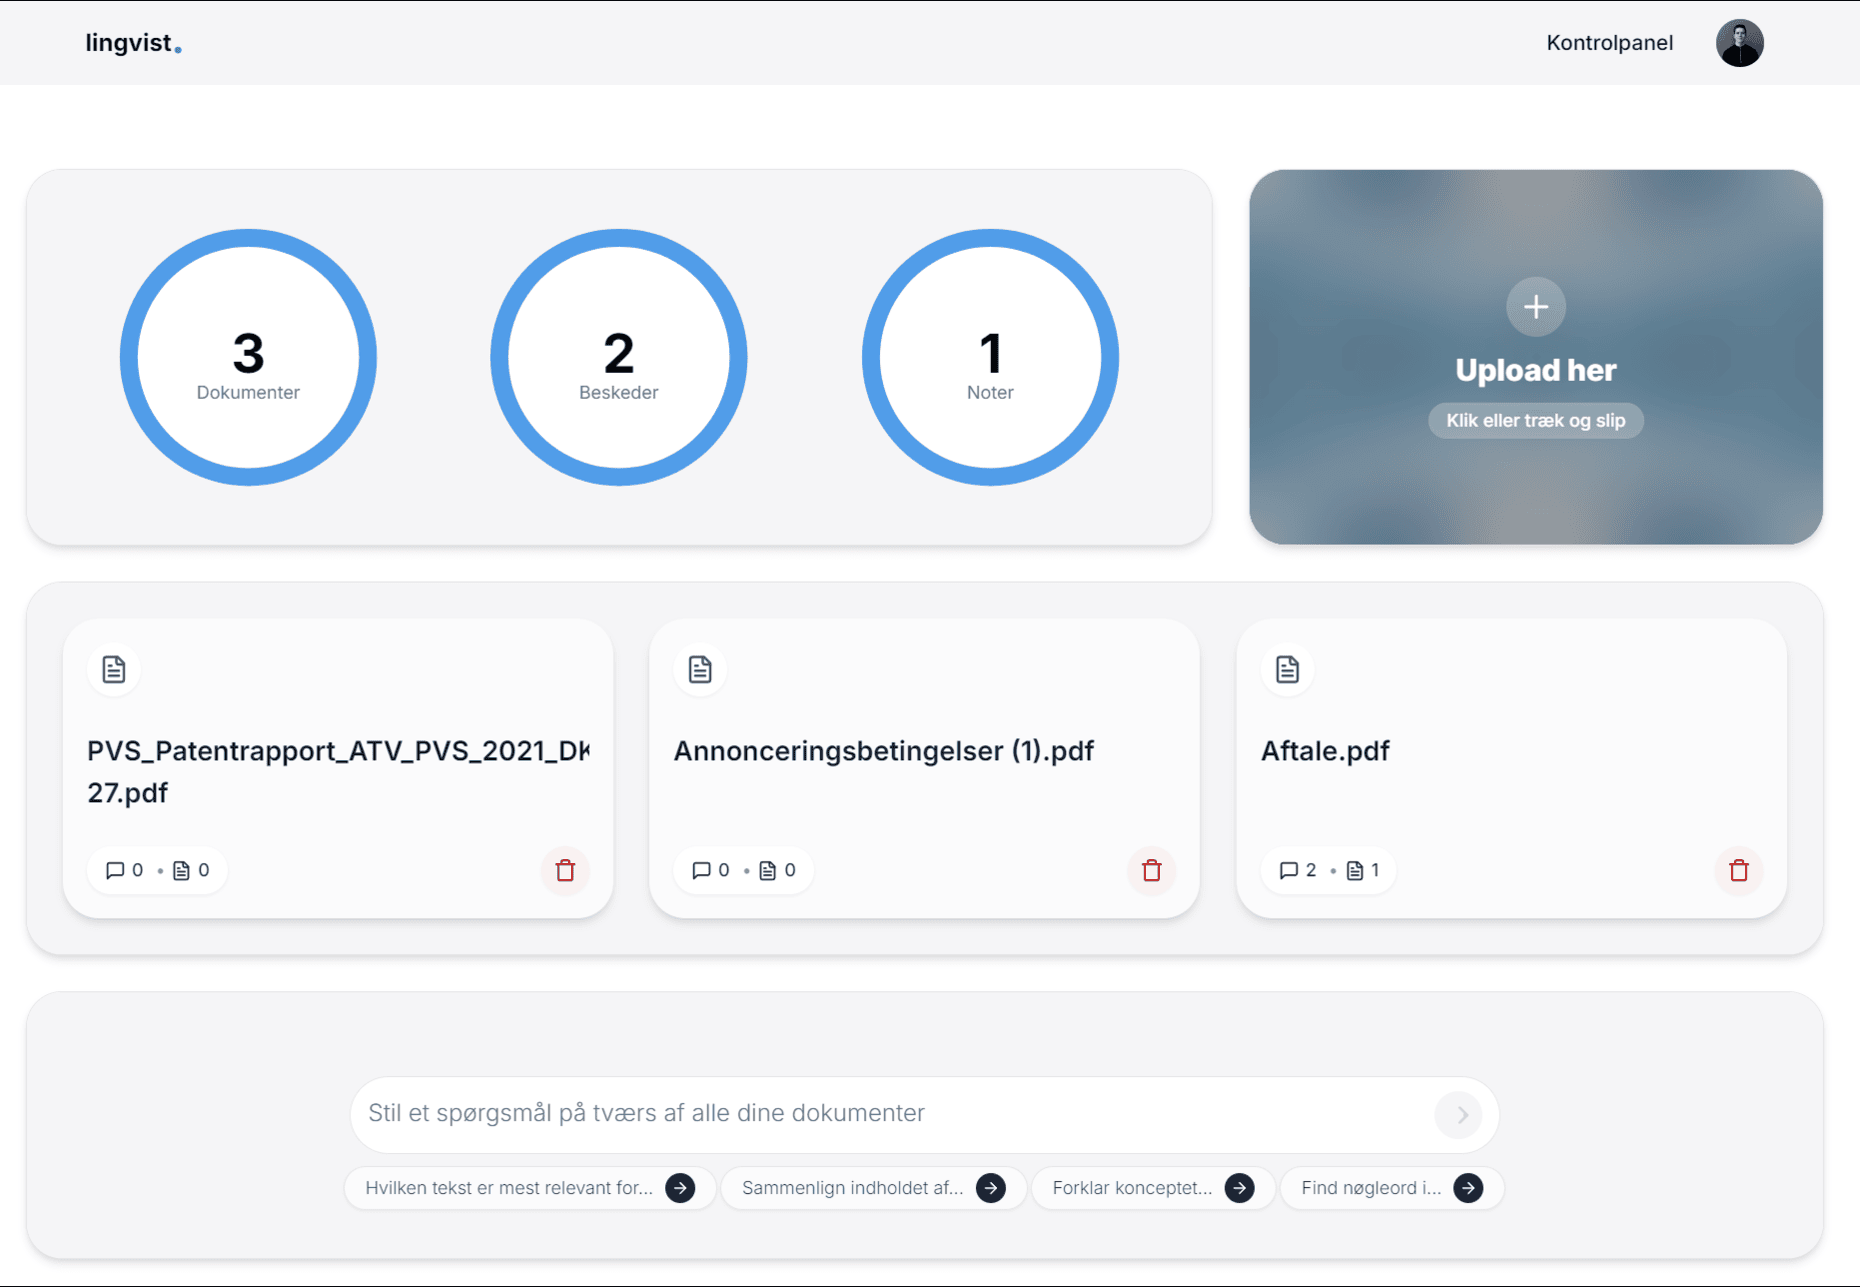 lingvist.
Kontrolpanel
3
Dokumenter
2
Beskeder
1
Noter
Upload her
Klik eller træk og slip
PVS_Patentrapport_ATV_PVS_2021_DK
27.pdf
0 • 0
Annonceringsbetingelser (1).pdf
0 • 0
Aftale.pdf
2 • 1
Stil et spørgsmål på tværs af alle dine dokumenter
Hvilken tekst er mest relevant for...
Sammenlign indholdet af...
Forklar konceptet...
Find nøgleord i...